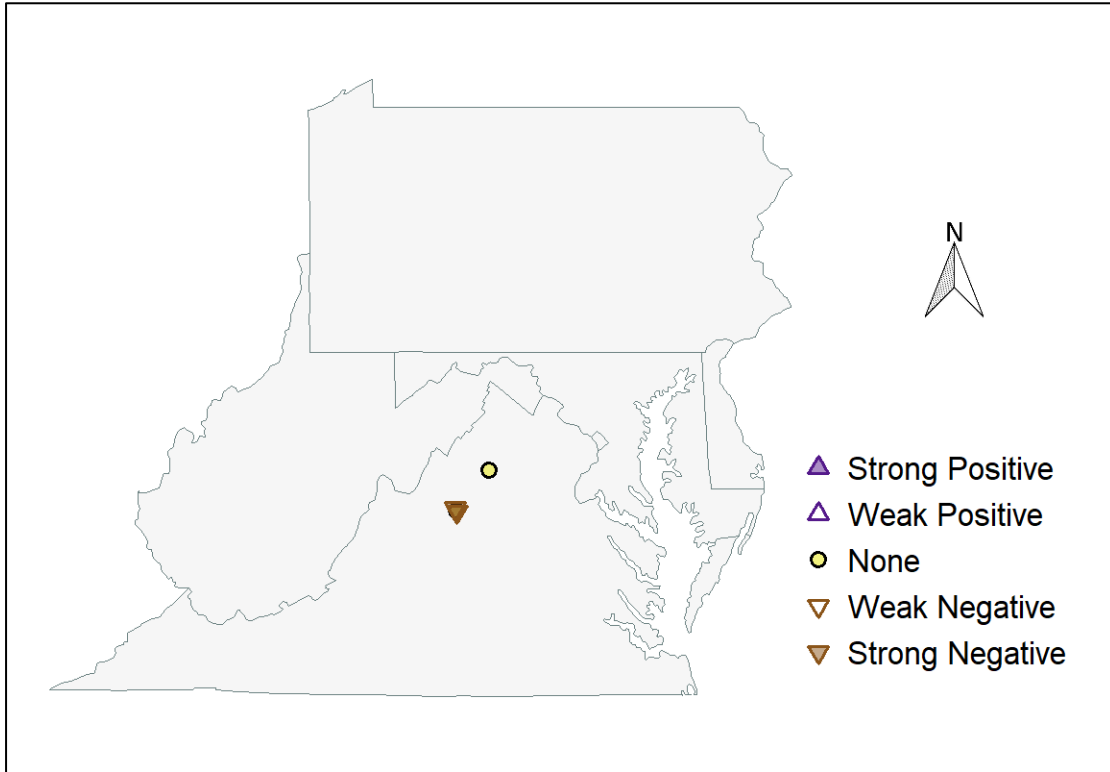 N
Strong Positive
Weak Positive
None
Weak Negative
Strong Negative